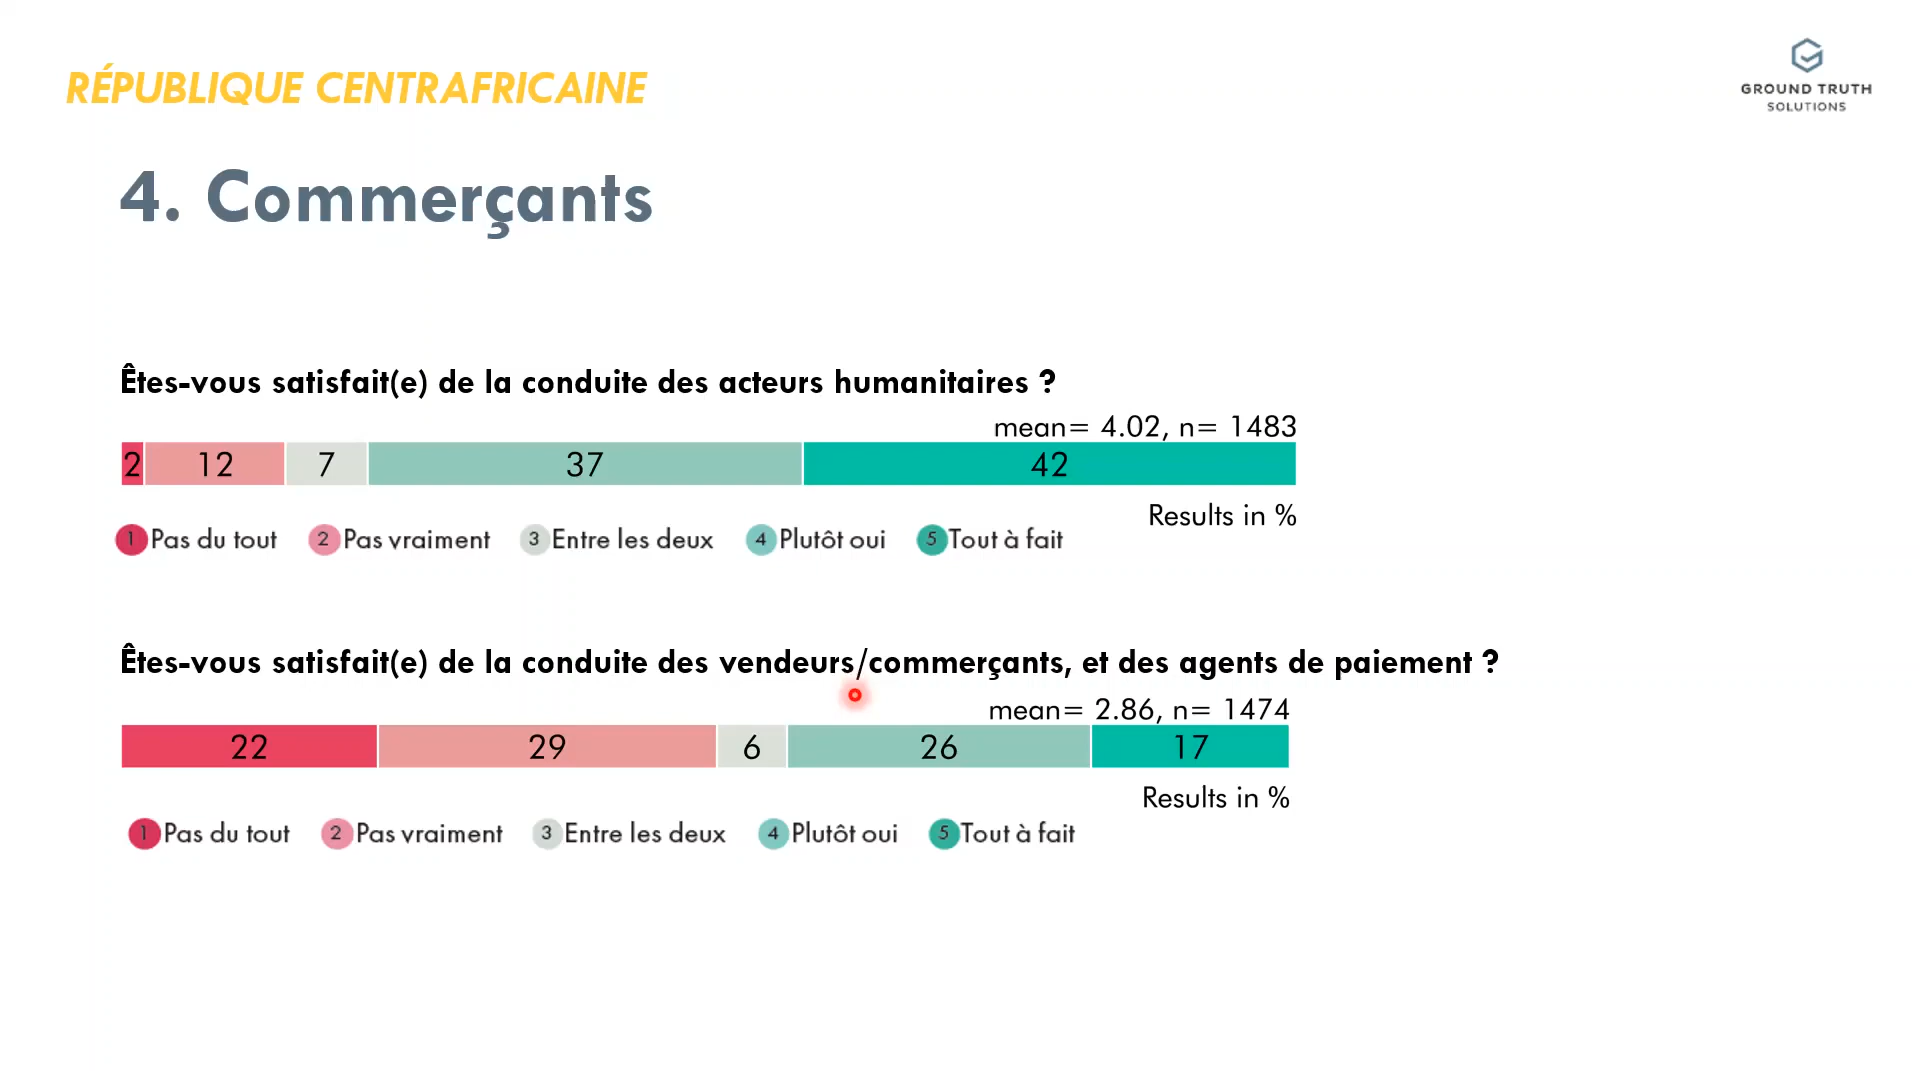 RÉPUBLIQUE CENTRAFRICAINE
GROUND TRUTH
SOLUTIONS
4. Commerçants
Êtes-vous satisfait(e) de la conduite des acteurs humanitaires ?
mean= 4.02, n= 1483
2 12 7 37 42
Results in %
1 Pas du tout 2 Pas vraiment 3 Entre les deux 4 Plutôt oui 5 Tout à fait
Êtes-vous satisfait(e) de la conduite des vendeurs/commerçants, et des agents de paiement ?
mean= 2.86, n= 1474
22 29 6 26 17
Results in %
1 Pas du tout 2 Pas vraiment 3 Entre les deux 4 Plutôt oui 5 Tout à fait